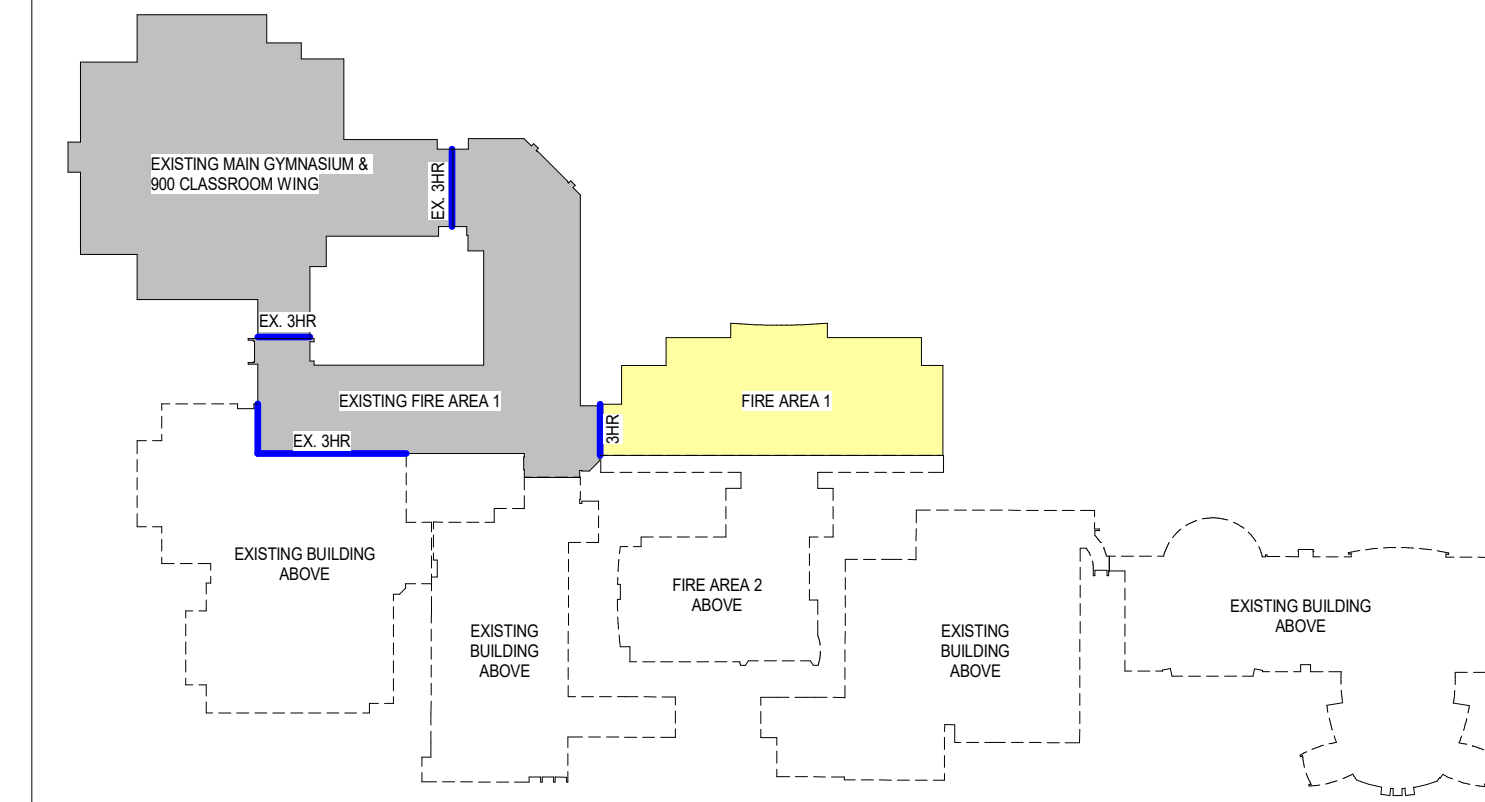 EXISTING MAIN GYMNASIUM &
900 CLASSROOM WING
EX. 3HR
EX. 3HR
EXISTING FIRE AREA 1
FIRE AREA 1
3HR
EX. 3HR
EXISTING BUILDING
ABOVE
FIRE AREA 2
ABOVE
EXISTING
BUILDING
ABOVE
EXISTING
BUILDING
ABOVE
EXISTING BUILDING
ABOVE